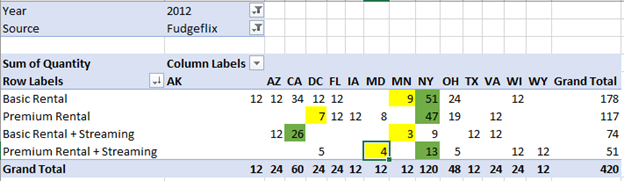 Year 2012
Source Fudgeflix
Sum of Quantity Column Labels
Row Labels AK AZ CA DC FL IA MD MN NY OH TX VA WI WY Grand Total
Basic Rental 12 12 34 12 12 9 51 24 12 178
Premium Rental 7 12 12 8 47 19 12 117
Basic Rental + Streaming 12 26 3 9 12 12 74
Premium Rental + Streaming 5 4 13 5 12 12 51
Grand Total 12 24 60 24 24 12 12 12 120 48 12 24 24 12 420